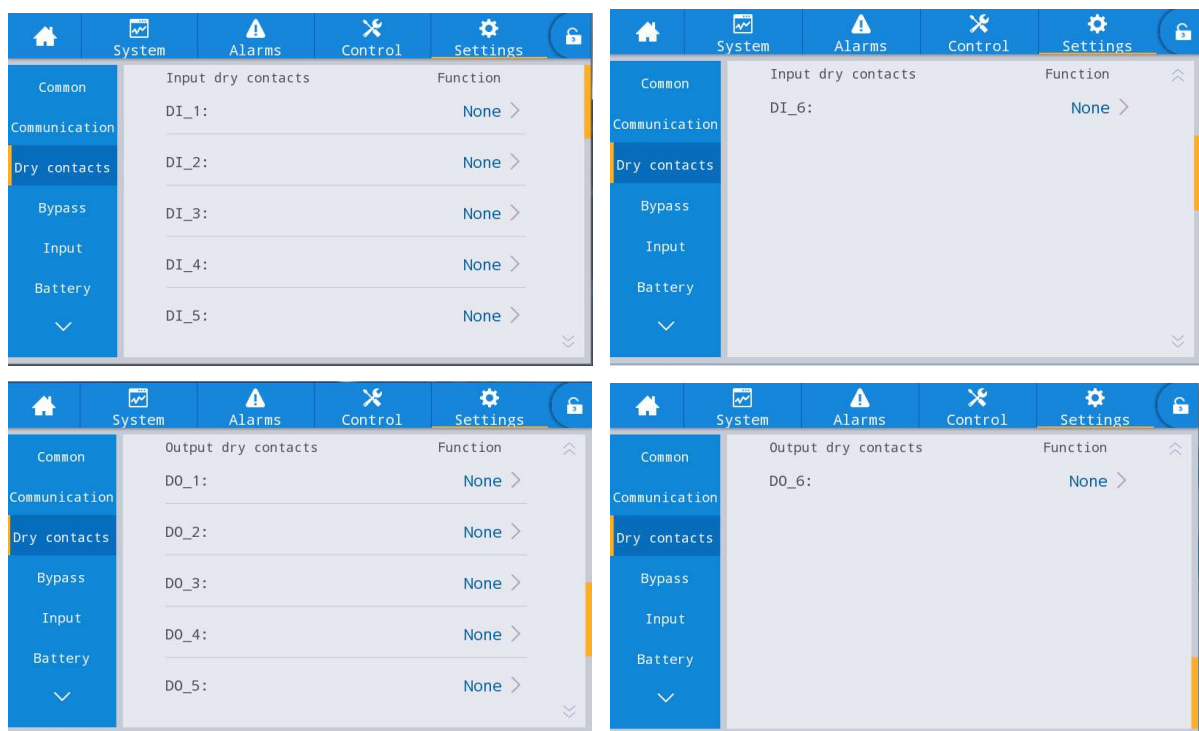 System Alarms Control Settings 3
Common
Communication
Dry contacts
Bypass
Input
Battery
Input dry contacts Function
DI_1: None
DI_2: None
DI_3: None
DI_4: None
DI_5: None
System Alarms Control Settings 3
Common
Communication
Dry contacts
Bypass
Input
Battery
Input dry contacts Function
DI_6: None
System Alarms Control Settings 3
Common
Communication
Dry contacts
Bypass
Input
Battery
Output dry contacts Function
DO_1: None
DO_2: None
DO_3: None
DO_4: None
DO_5: None
System Alarms Control Settings 3
Common
Communication
Dry contacts
Bypass
Input
Battery
Output dry contacts Function
DO_6: None